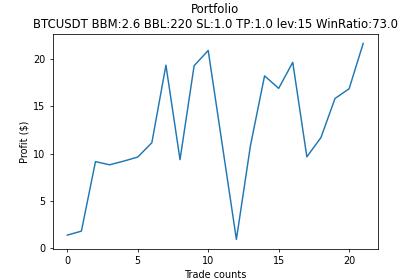 Portfolio
BTCUSDT BBM:2.6 BBL:220 SL:1.0 TP:1.0 lev:15 WinRatio:73.0
20
15
10
5
0
Profit ($)
0 5 10 15 20
Trade counts